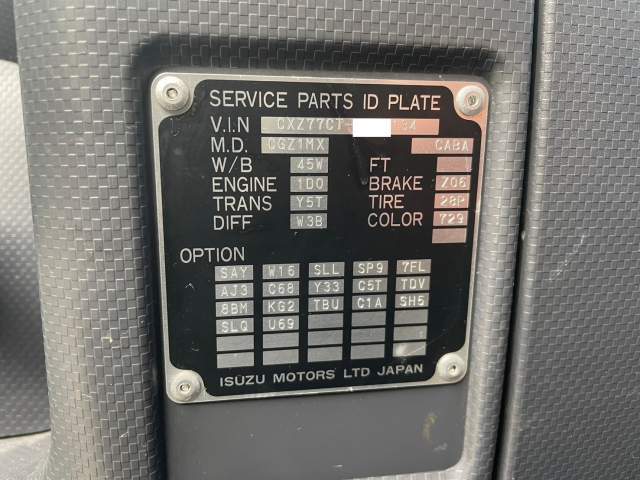 SERVICE PARTS ID PLATE
V.I.N CXZ77CT- 34
M.D. CGZ1MX CABA
W/B 45W FT
ENGINE 1D0 BRAKE Z06
TRANS Y5T TIRE 28P
DIFF W3B COLOR 729
OPTION
SAY W16 SLL SP9 7FL
AJ3 C68 Y33 C5T TDV
8BM KG2 TBU C1A SH5
SLQ U69
ISUZU MOTORS LTD JAPAN